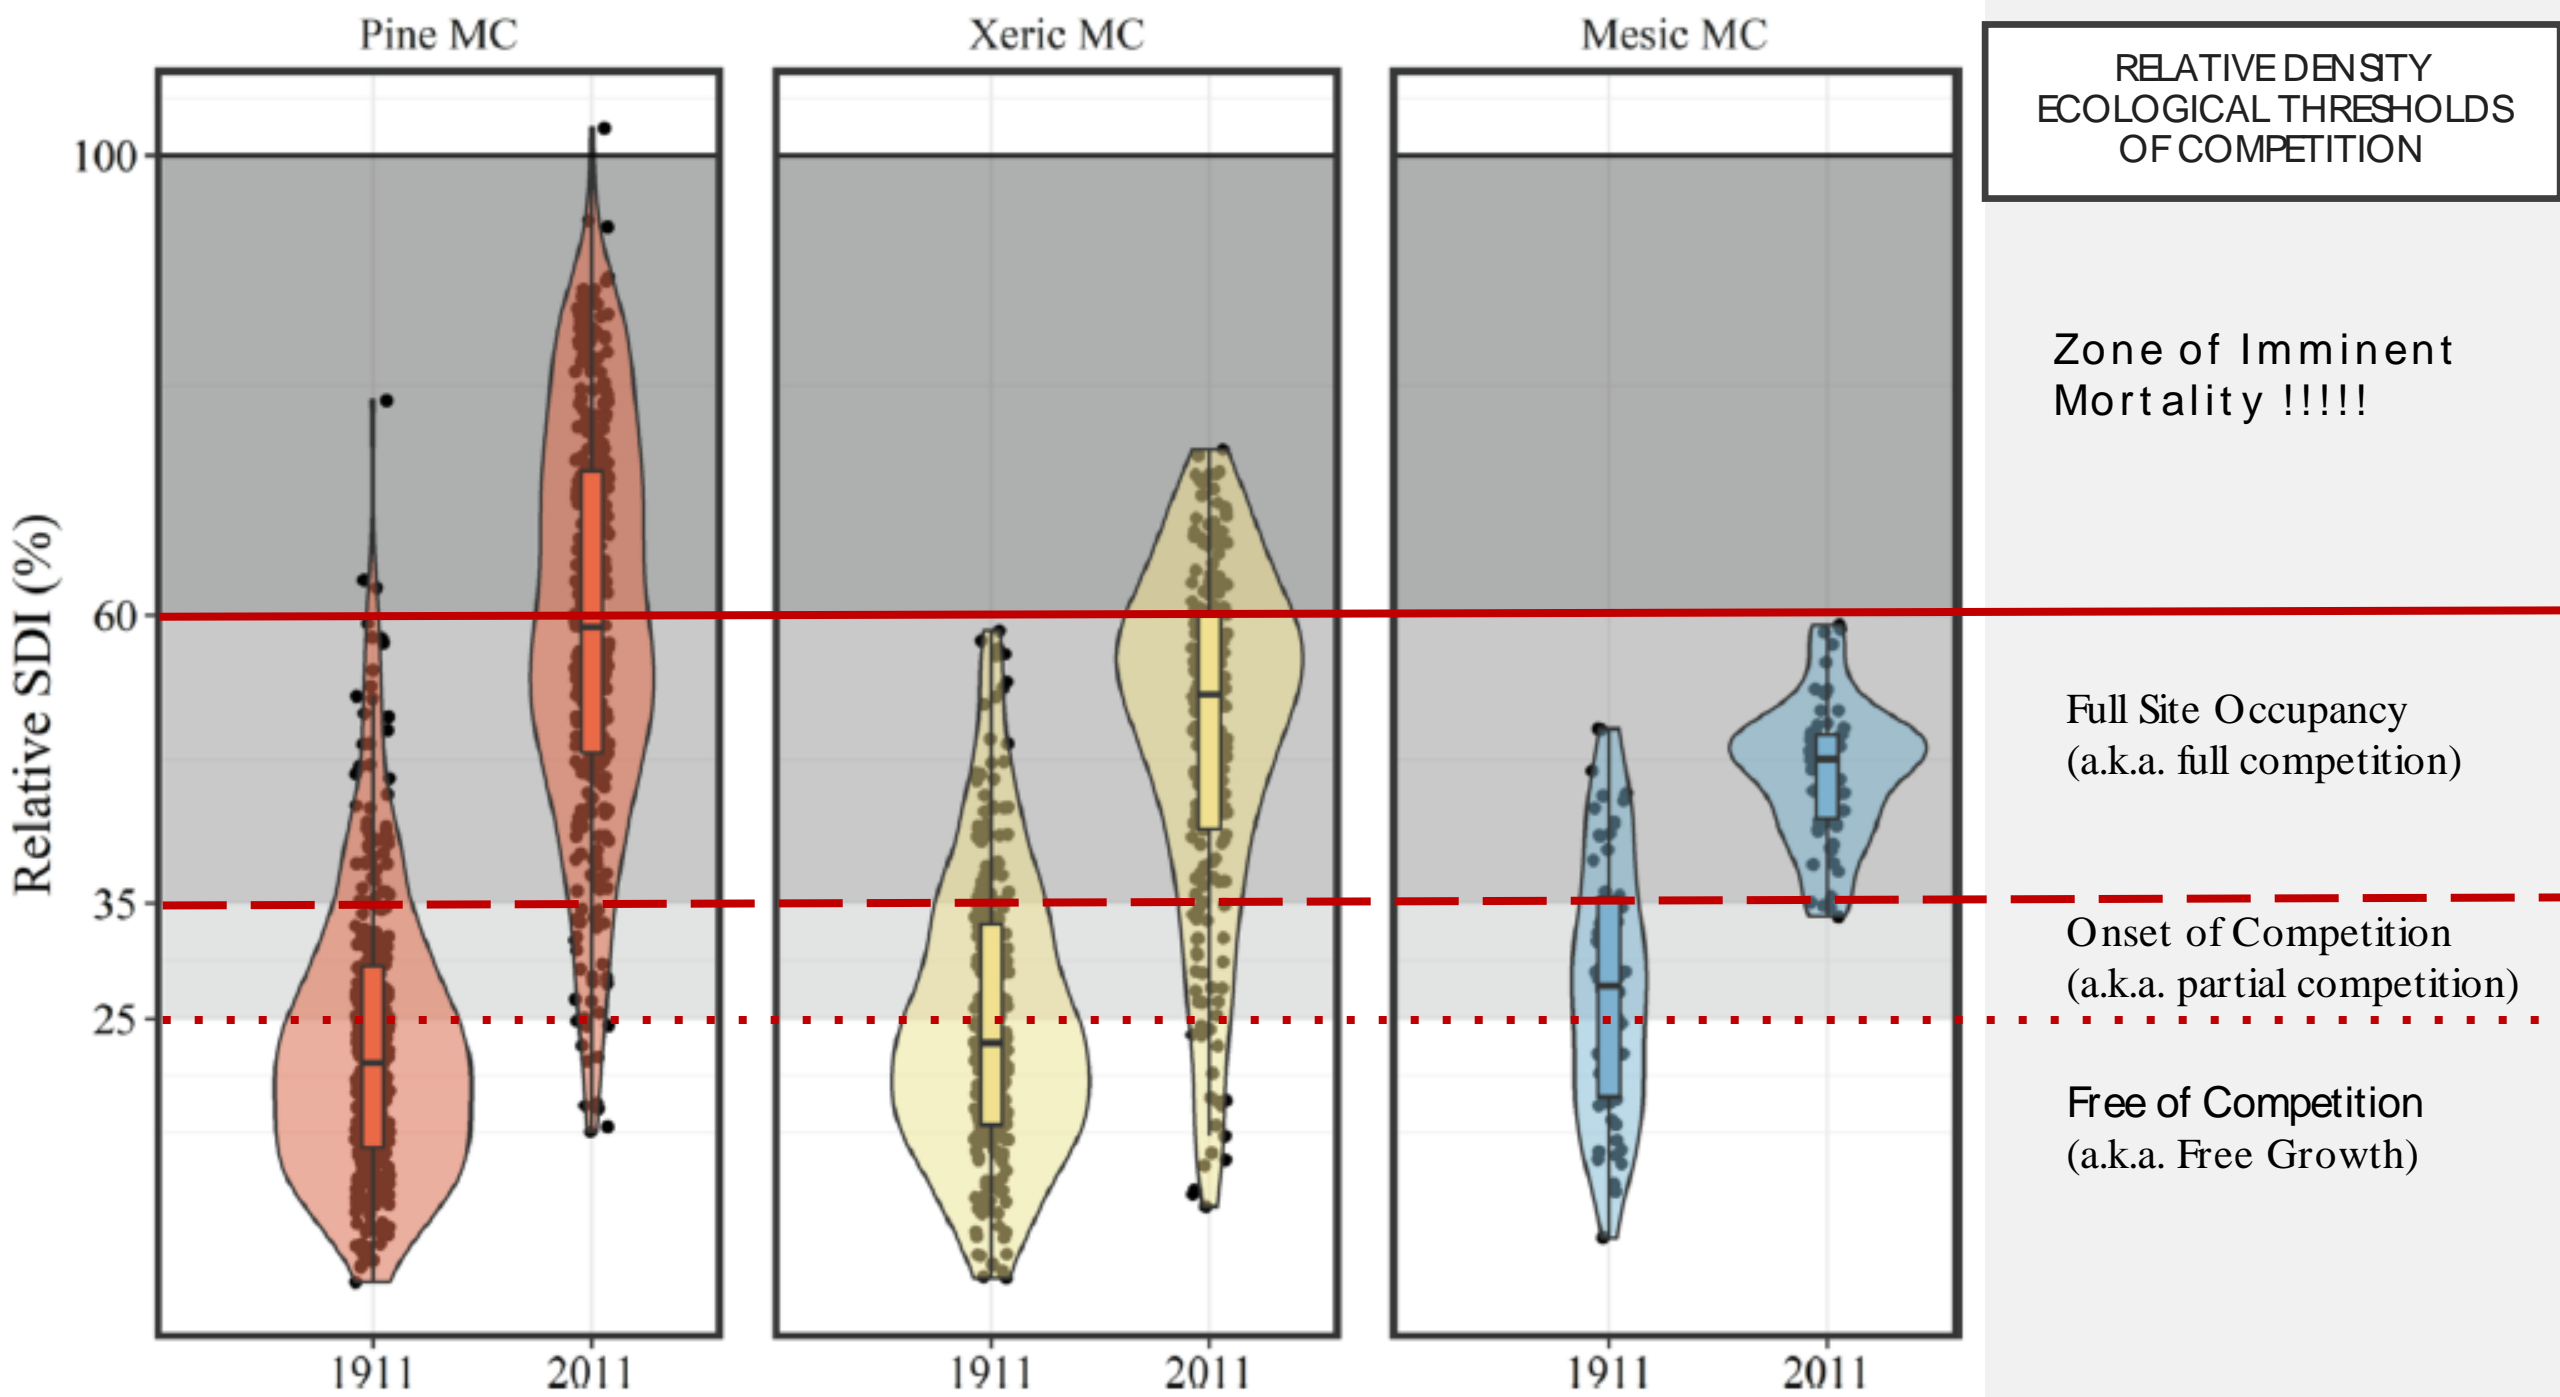 Pine MC
Xeric MC
Mesic MC
RELATIVE DENSITY
ECOLOGICAL THRESHOLDS
OF COMPETITION
100
Zone of Imminent
Mortality !!!!!
Relative SDI (%)
60
Full Site Occupancy
(a.k.a. full competition)
35
Onset of Competition
(a.k.a. partial competition)
25
Free of Competition
(a.k.a. Free Growth)
1911
2011
1911
2011
1911
2011